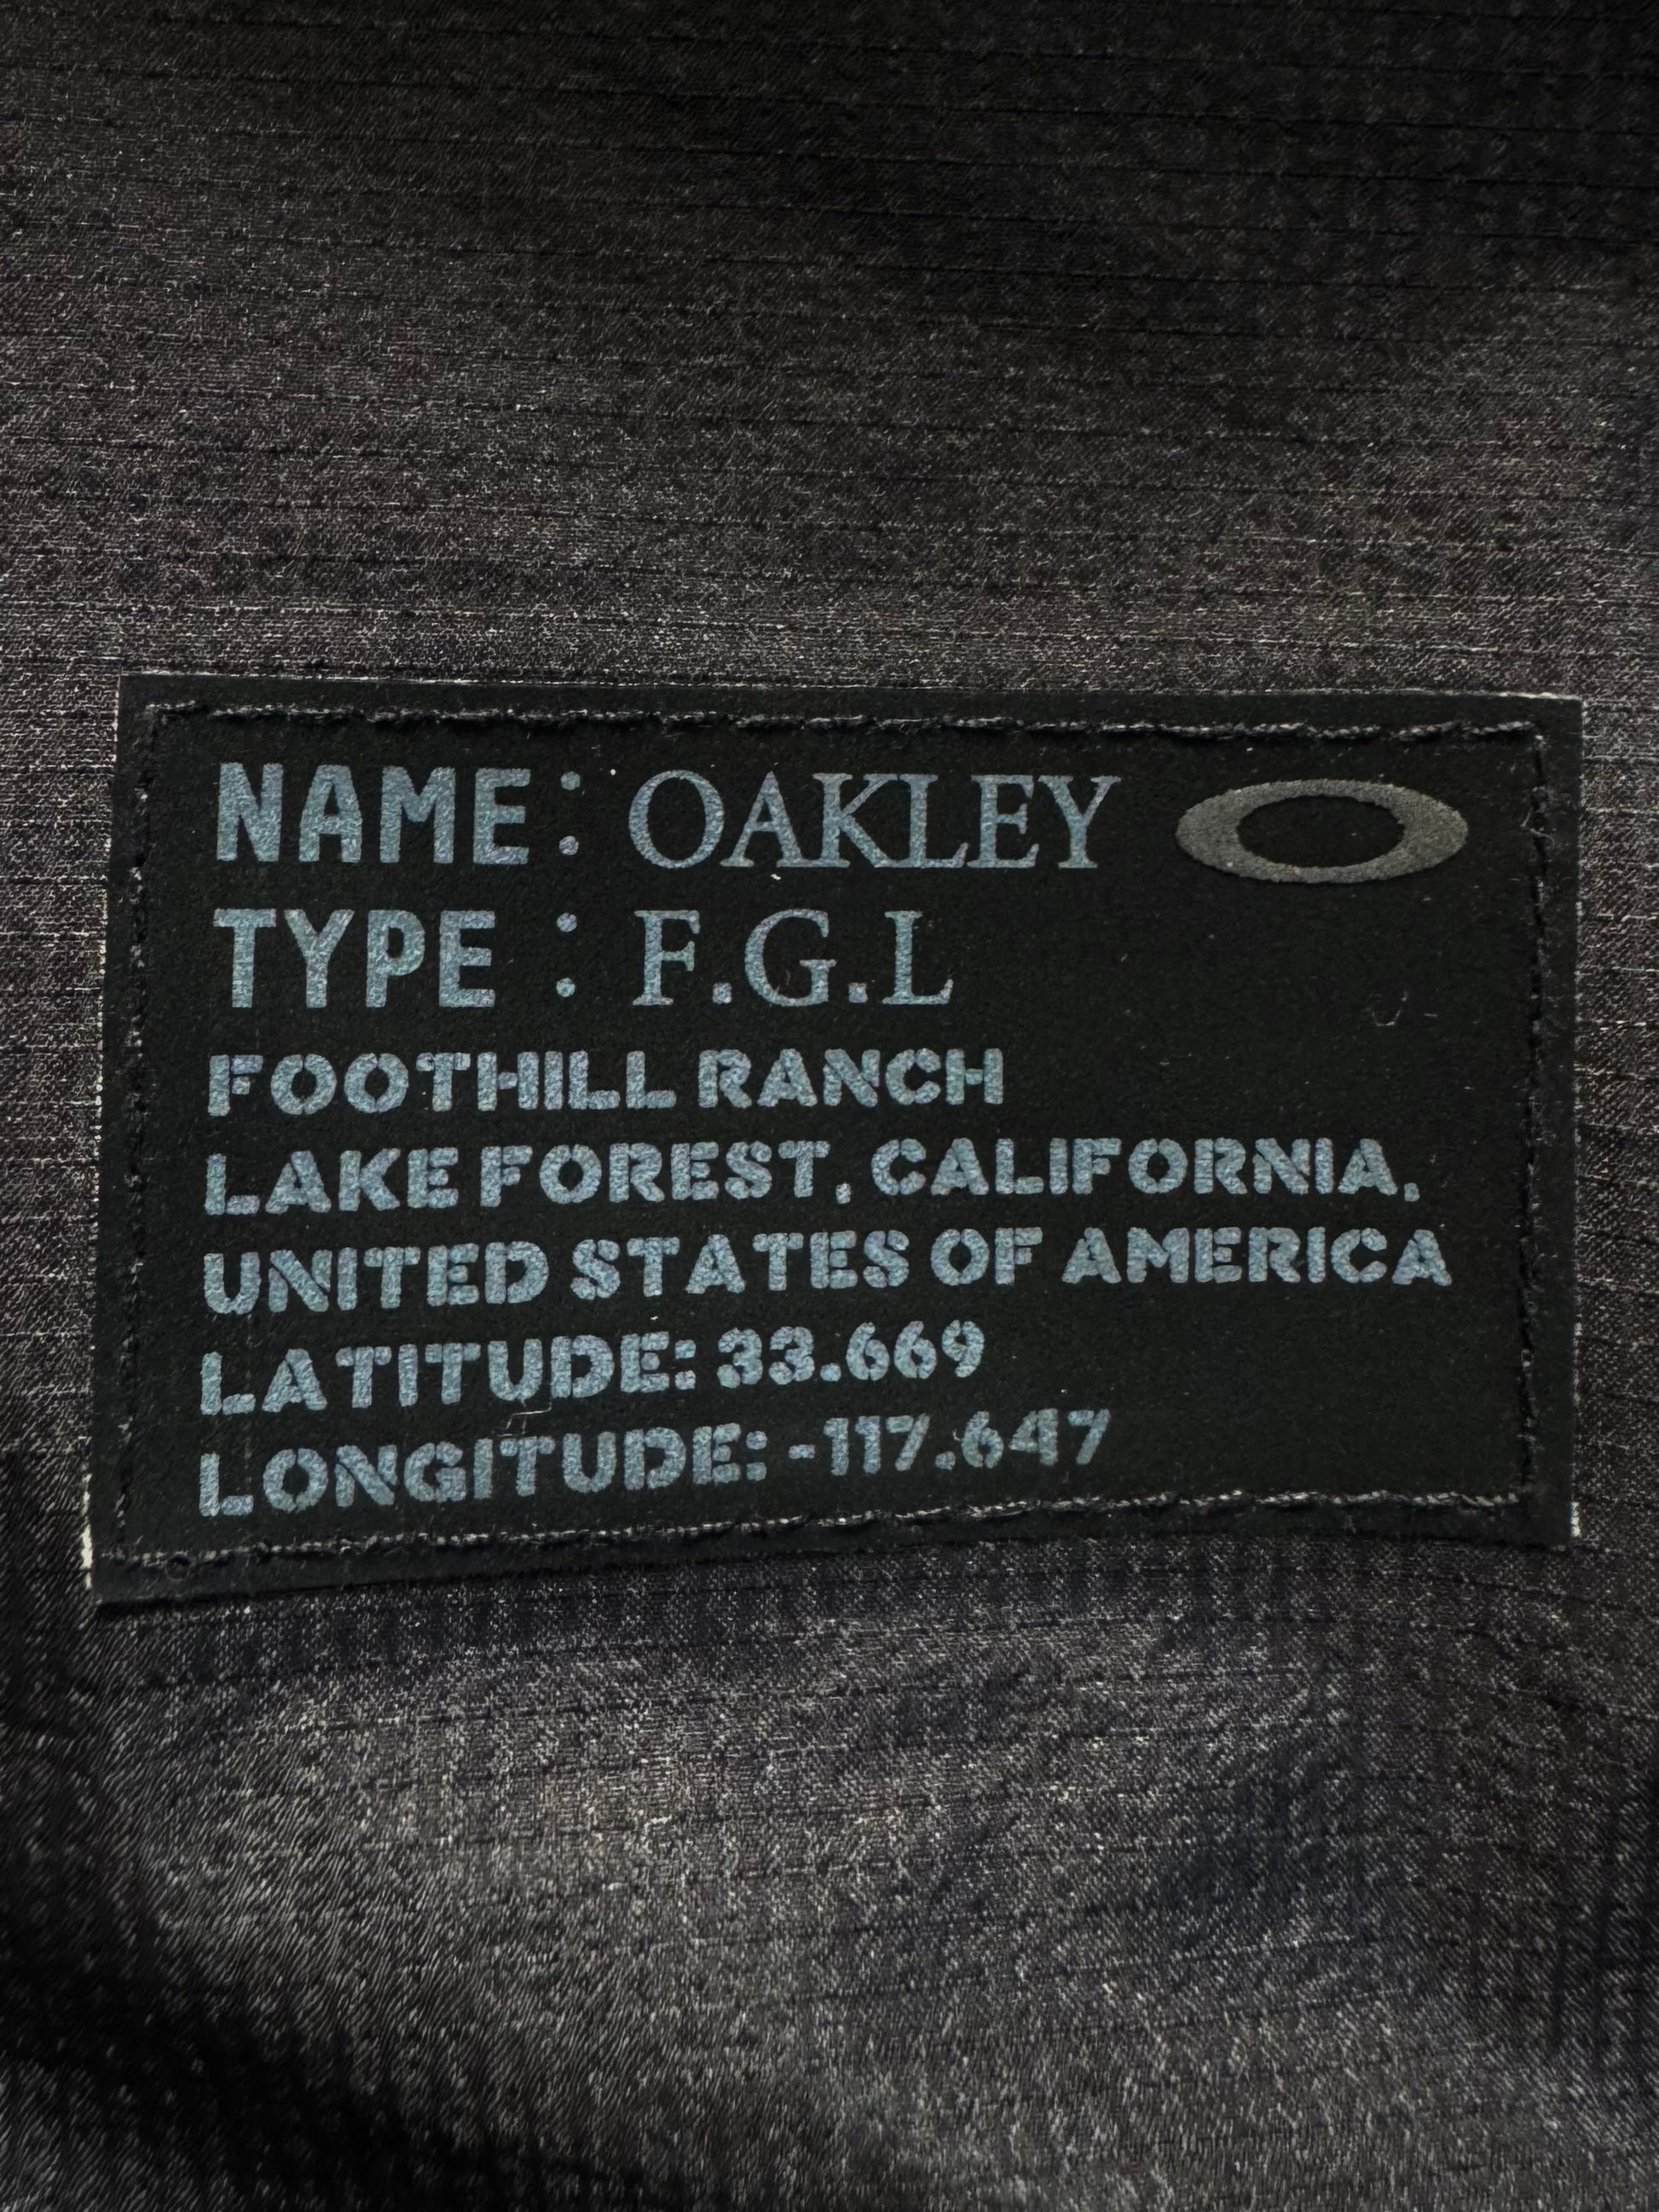 NAME: OAKLEY
TYPE : F.G.L
FOOTHILL RANCH
LAKE FOREST, CALIFORNIA,
UNITED STATES OF AMERICA
LATITUDE: 33.669
LONGITUDE: -117.647